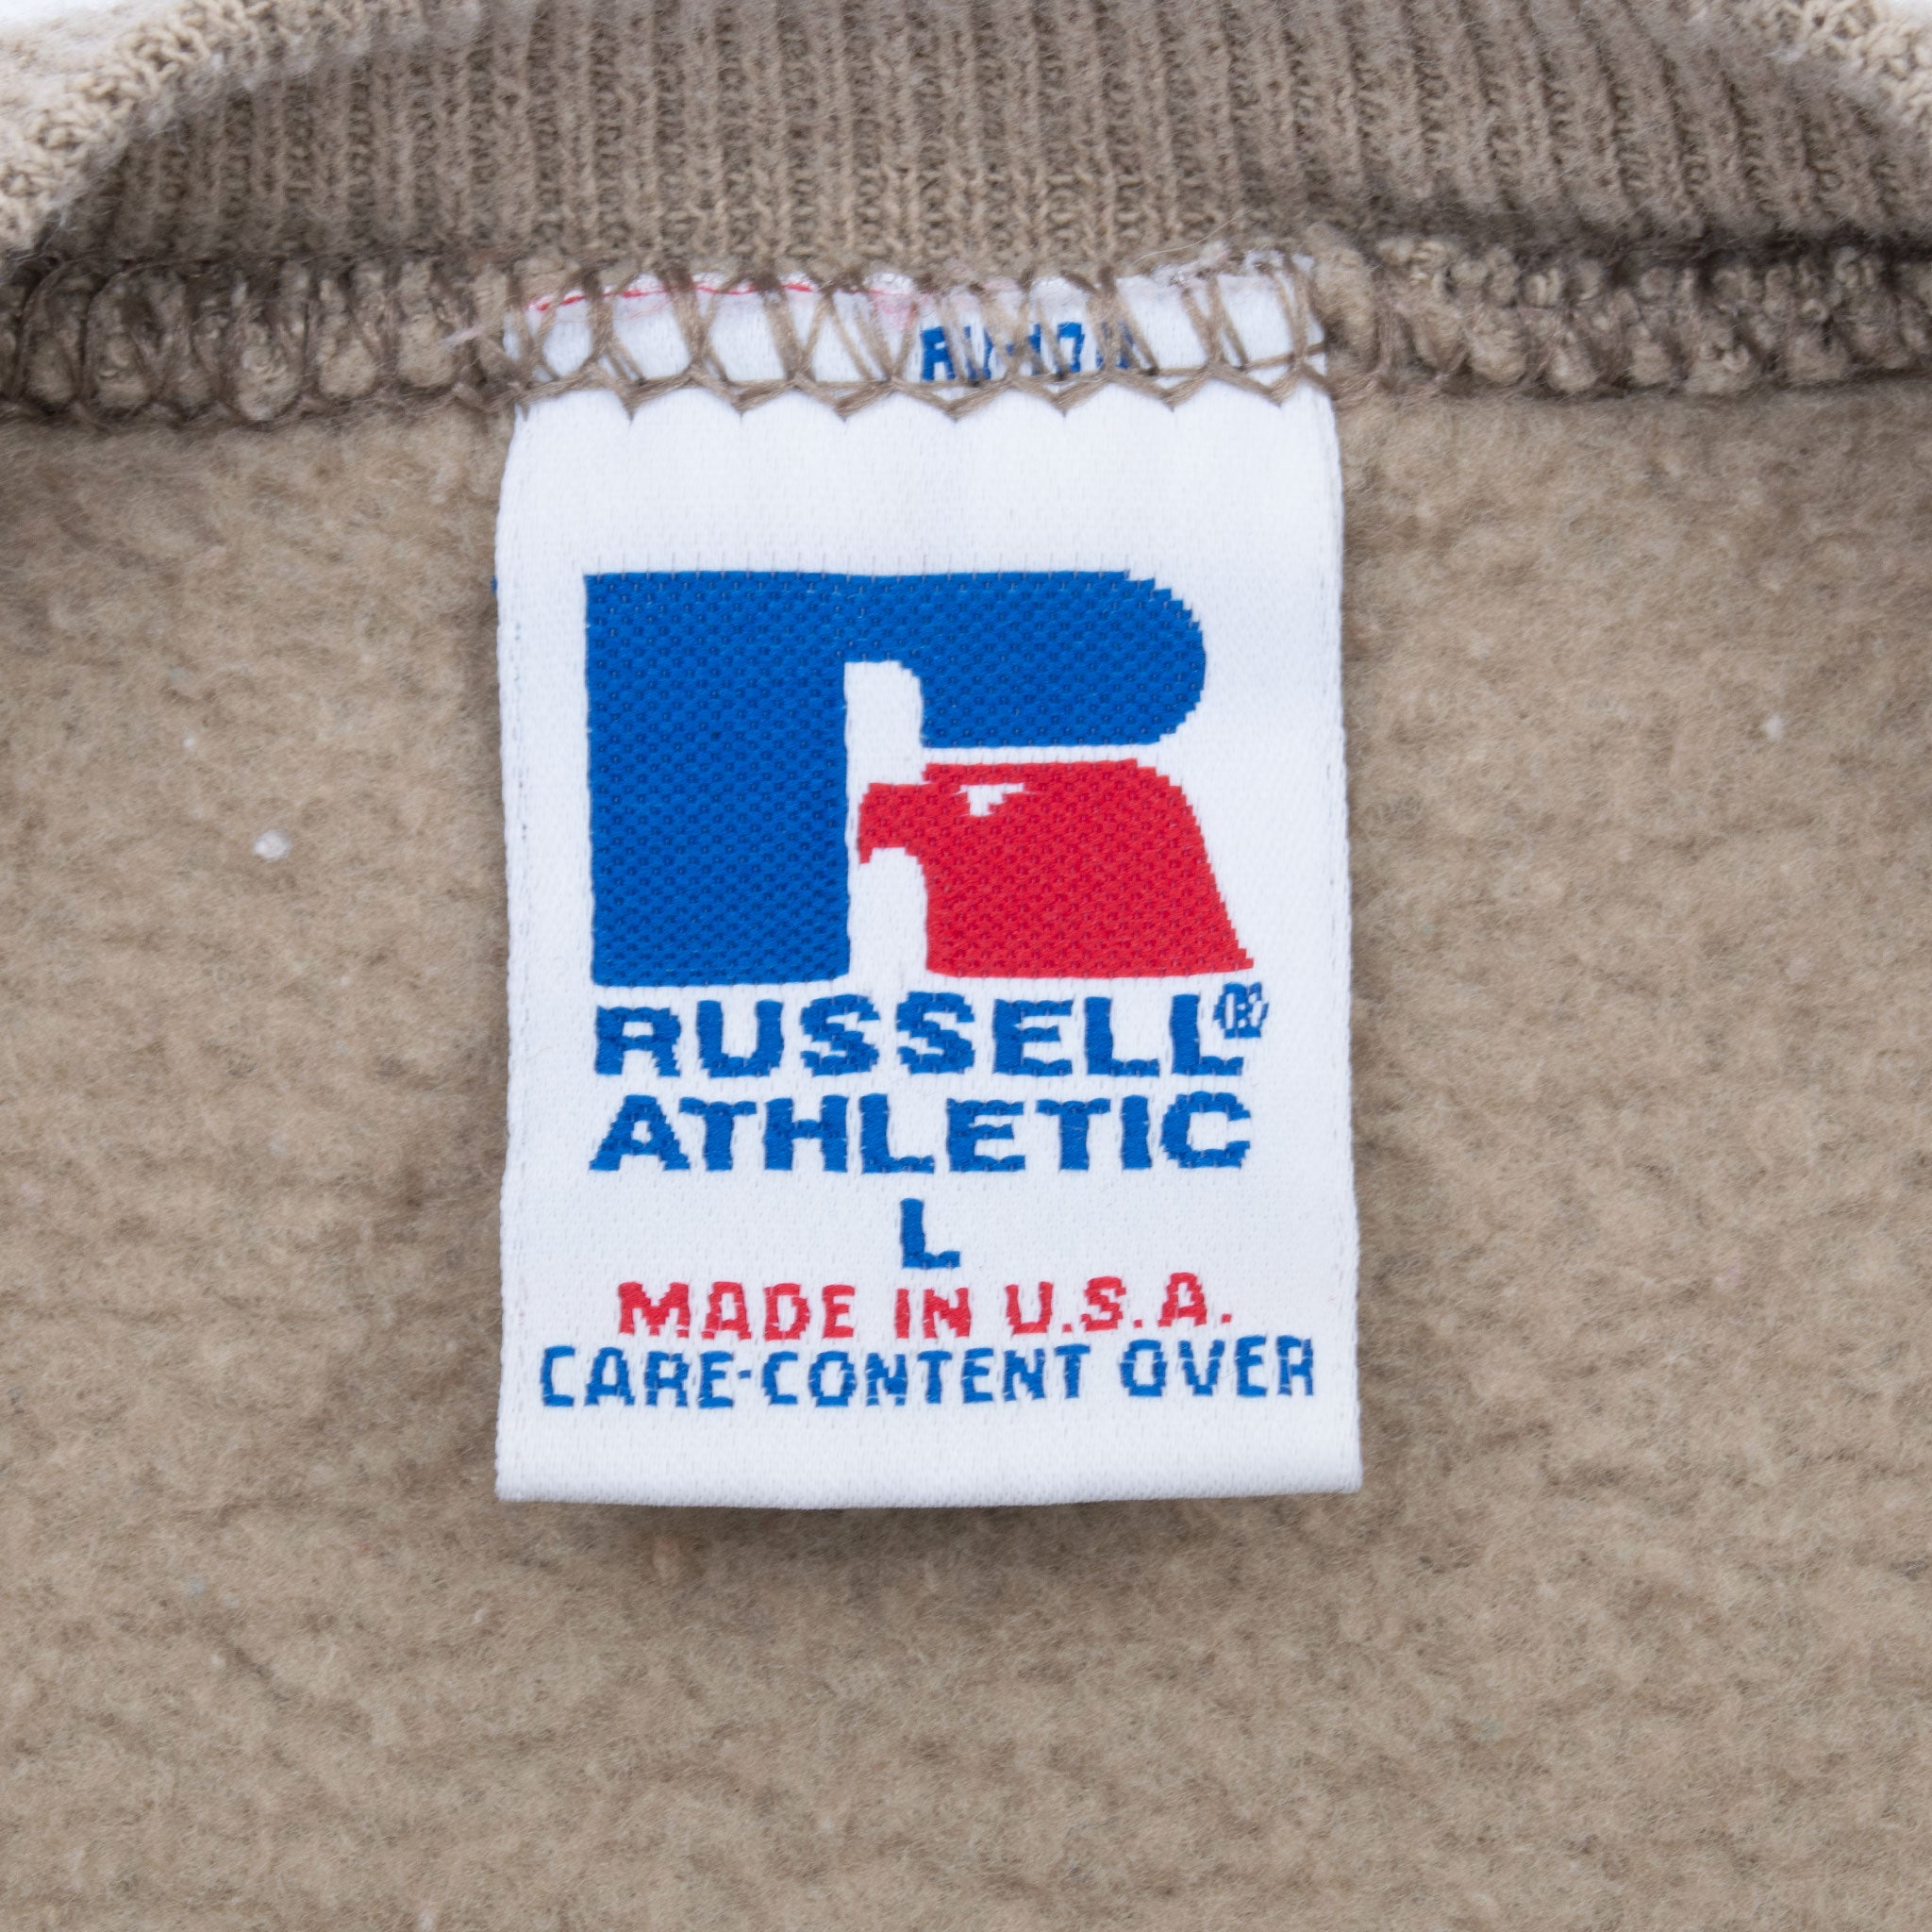 RUSSELL®
ATHLETIC
L
MADE IN U.S.A.
CARE-CONTENT OVER